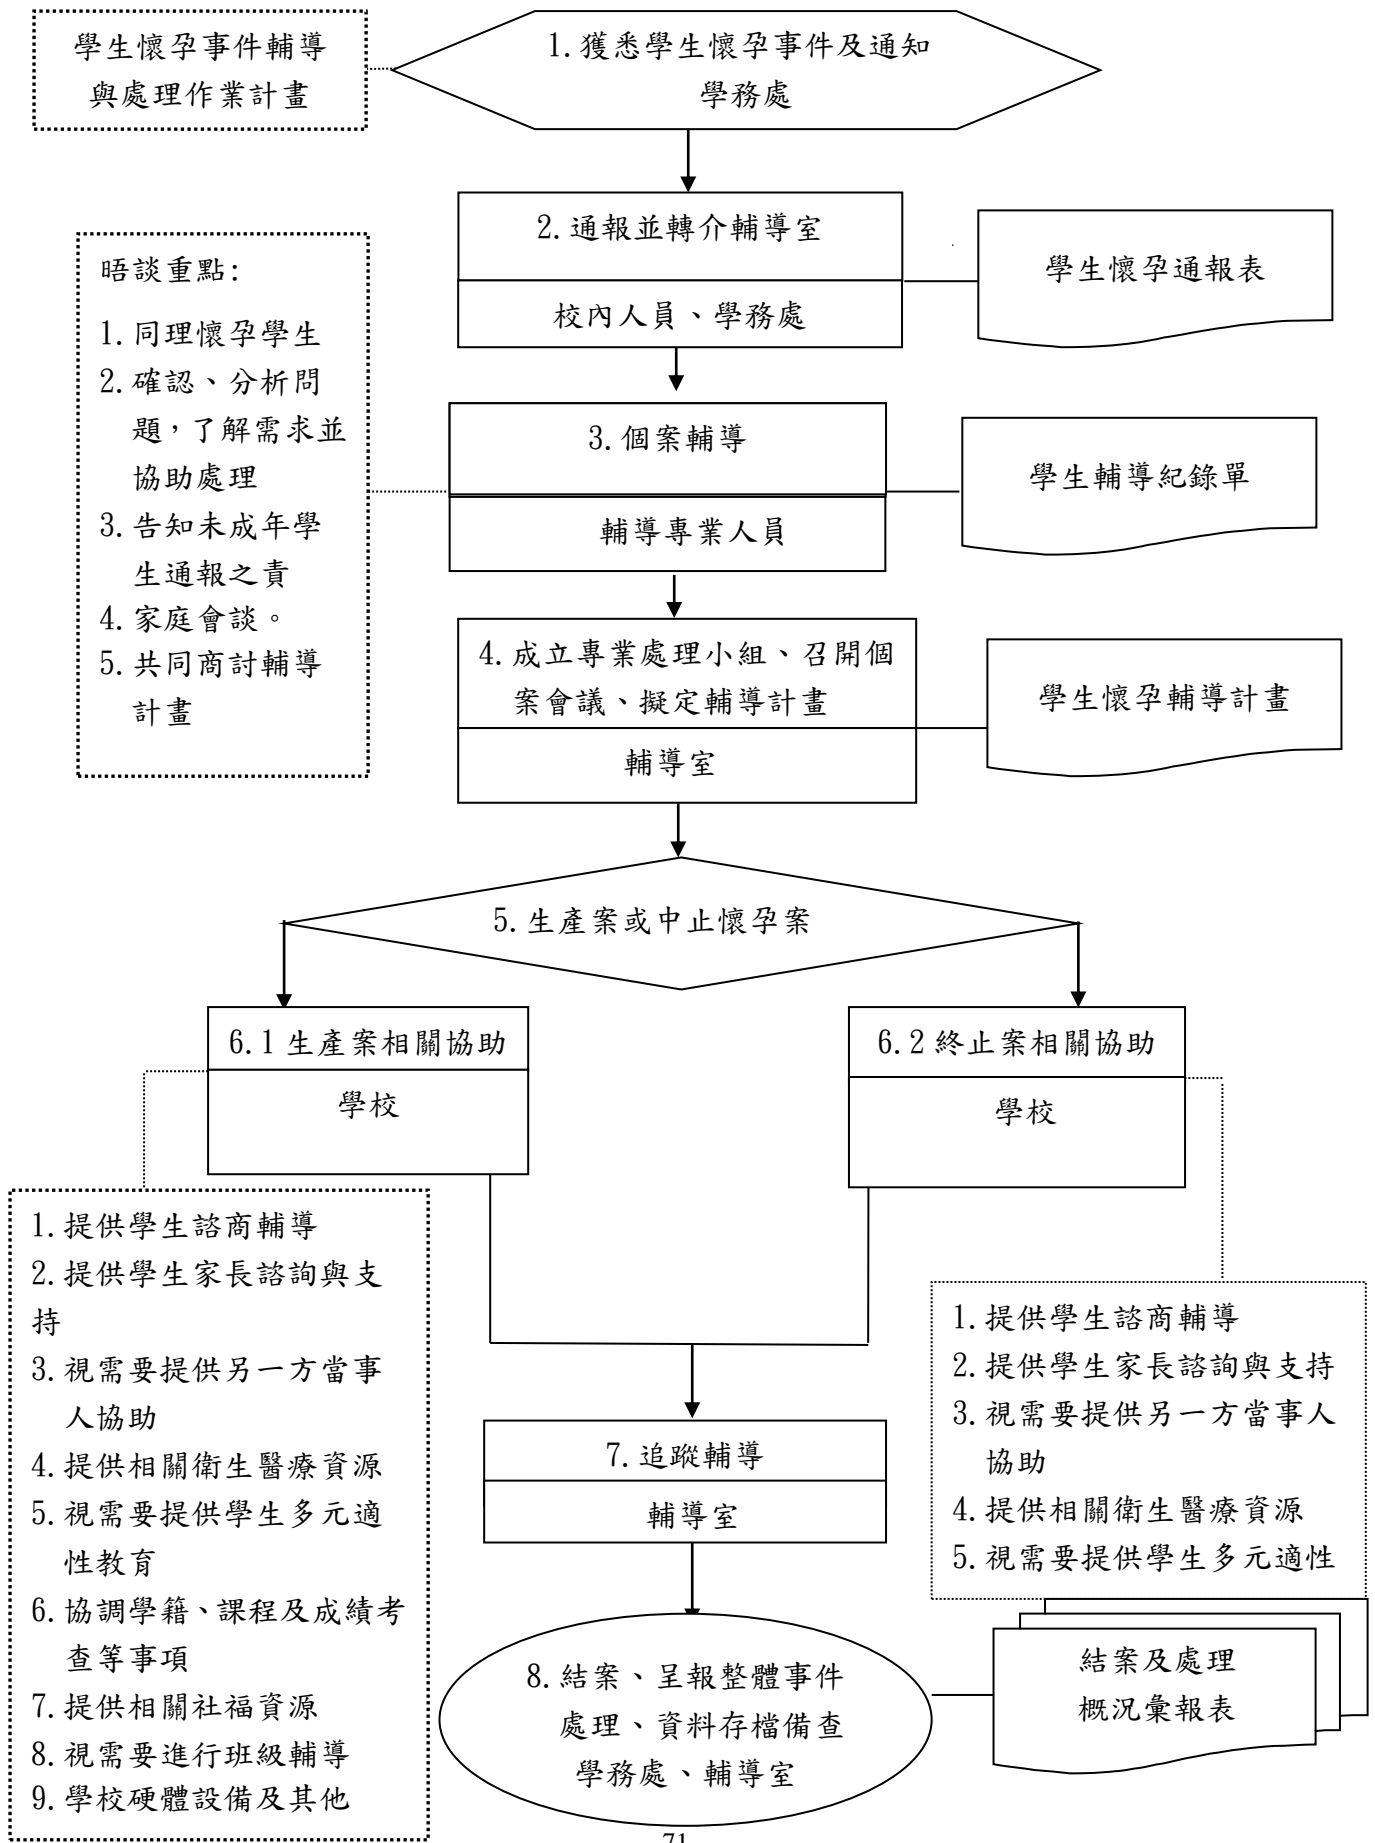 學生懷孕事件輔導
與處理作業計畫
1.獲悉學生懷孕事件及通知
學務處
2.通報並轉介輔導室
校內人員、學務處
學生懷孕通報表
晤談重點:
1.同理懷孕學生
2.確認、分析問
題，了解需求並
協助處理
3.告知未成年學
生通報之責
4.家庭會談。
5.共同商討輔導
計畫
3.個案輔導
輔導專業人員
學生輔導紀錄單
4.成立專業處理小組、召開個
案會議、擬定輔導計畫
輔導室
學生懷孕輔導計畫
5.生產案或中止懷孕案
6.1 生產案相關協助
學校
6.2 終止案相關協助
學校
1.提供學生諮商輔導
2.提供學生家長諮詢與支
持
3.視需要提供另一方當事
人協助
4.提供相關衛生醫療資源
5.視需要提供學生多元適
性教育
6.協調學籍、課程及成績考
查等事項
7.提供相關社福資源
8.視需要進行班級輔導
9.學校硬體設備及其他
1.提供學生諮商輔導
2.提供學生家長諮詢與支持
3.視需要提供另一方當事人
協助
4.提供相關衛生醫療資源
5.視需要提供學生多元適性
7.追蹤輔導
輔導室
8.結案、呈報整體事件
處理、資料存檔備查
學務處、輔導室
結案及處理
概況彙報表
71